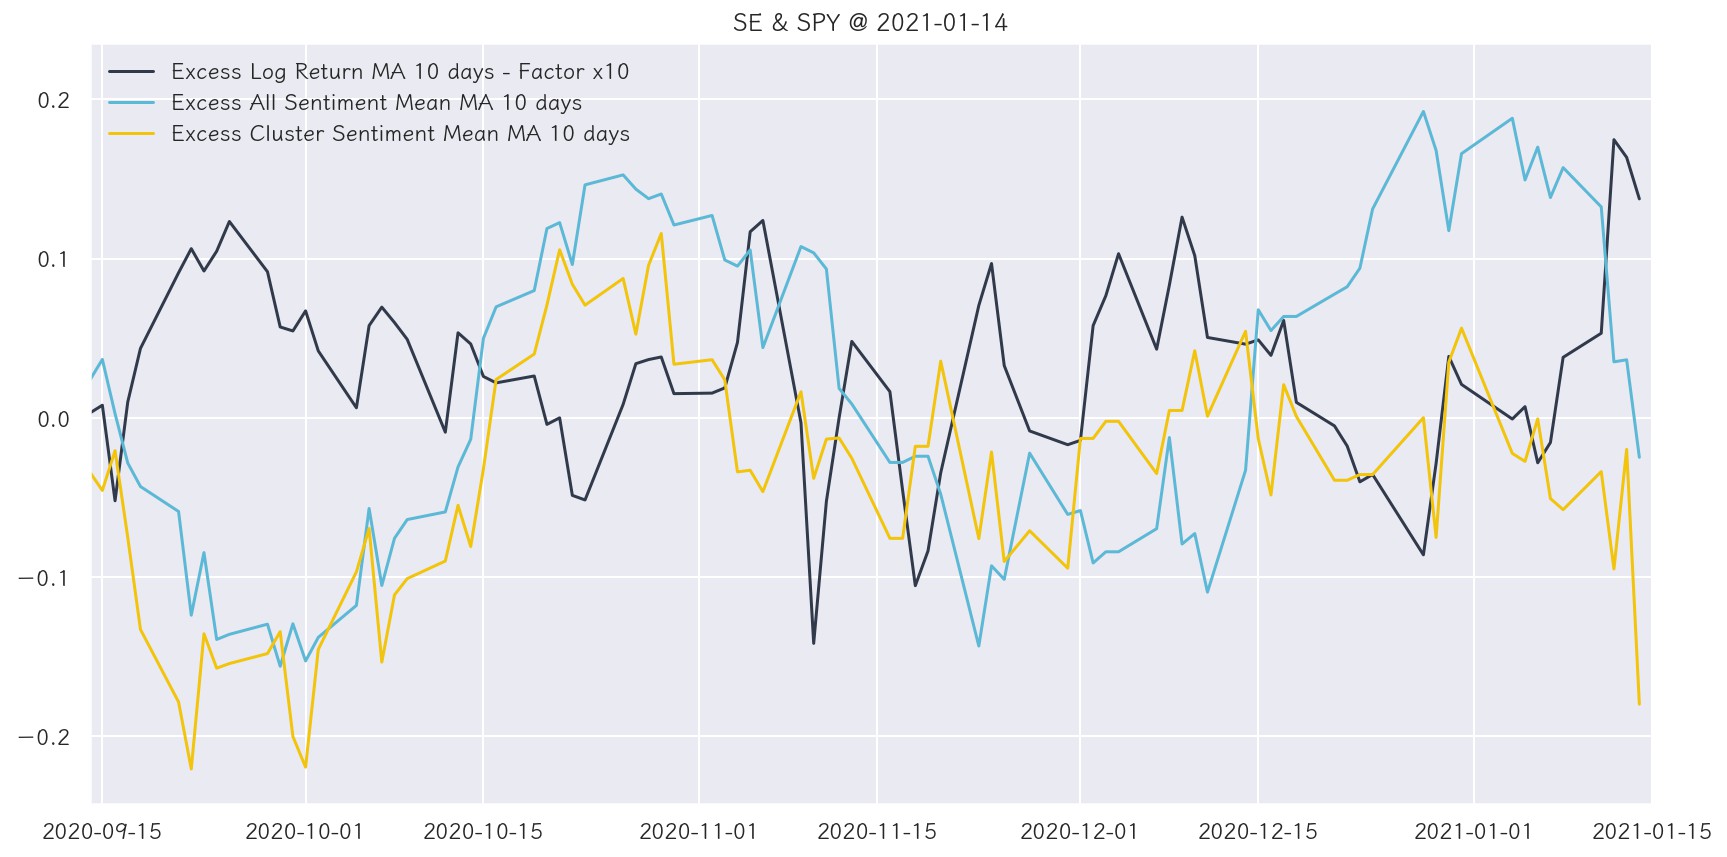 SE & SPY @ 2021-01-14
Excess Log Return MA 10 days - Factor x10
Excess All Sentiment Mean MA 10 days
Excess Cluster Sentiment Mean MA 10 days
0.2
0.1
0.0
−0.1
−0.2
2020-09-15 2020-10-01 2020-10-15 2020-11-01 2020-11-15 2020-12-01 2020-12-15 2021-01-01 2021-01-15